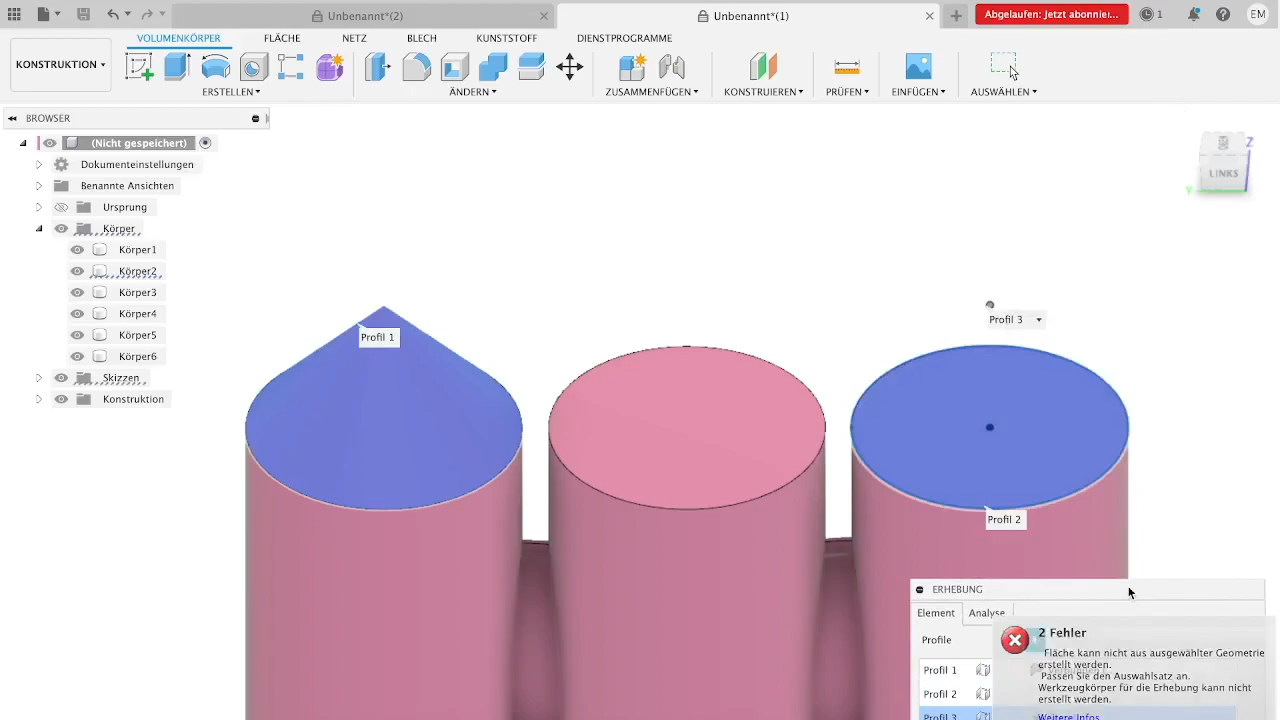 Unbenannt*(2)
Unbenannt*(1)
Abgelaufen: Jetzt abonnie...
1
EM
KONSTRUKTION
VOLUMENKÖRPER
FLÄCHE
NETZ
BLECH
KUNSTSTOFF
DIENSTPROGRAMME
ERSTELLEN
ÄNDERN
ZUSAMMENFÜGEN
KONSTRUIEREN
PRÜFEN
EINFÜGEN
AUSWÄHLEN
BROWSER
(Nicht gespeichert)
Dokumenteinstellungen
Benannte Ansichten
Ursprung
Körper
Körper1
Körper2
Körper3
Körper4
Körper5
Körper6
Skizzen
Konstruktion
Z
LINKS
Y
Profil 1
Profil 3
Profil 2
ERHEBUNG
Element
Analyse
Profile
Profil 1
Profil 2
Profil 3
2 Fehler
Fläche kann nicht aus ausgewählter Geometrie
erstellt werden.
Passen Sie den Auswahlsatz an.
Werkzeugkörper für die Erhebung kann nicht
erstellt werden.
Weitere Infos